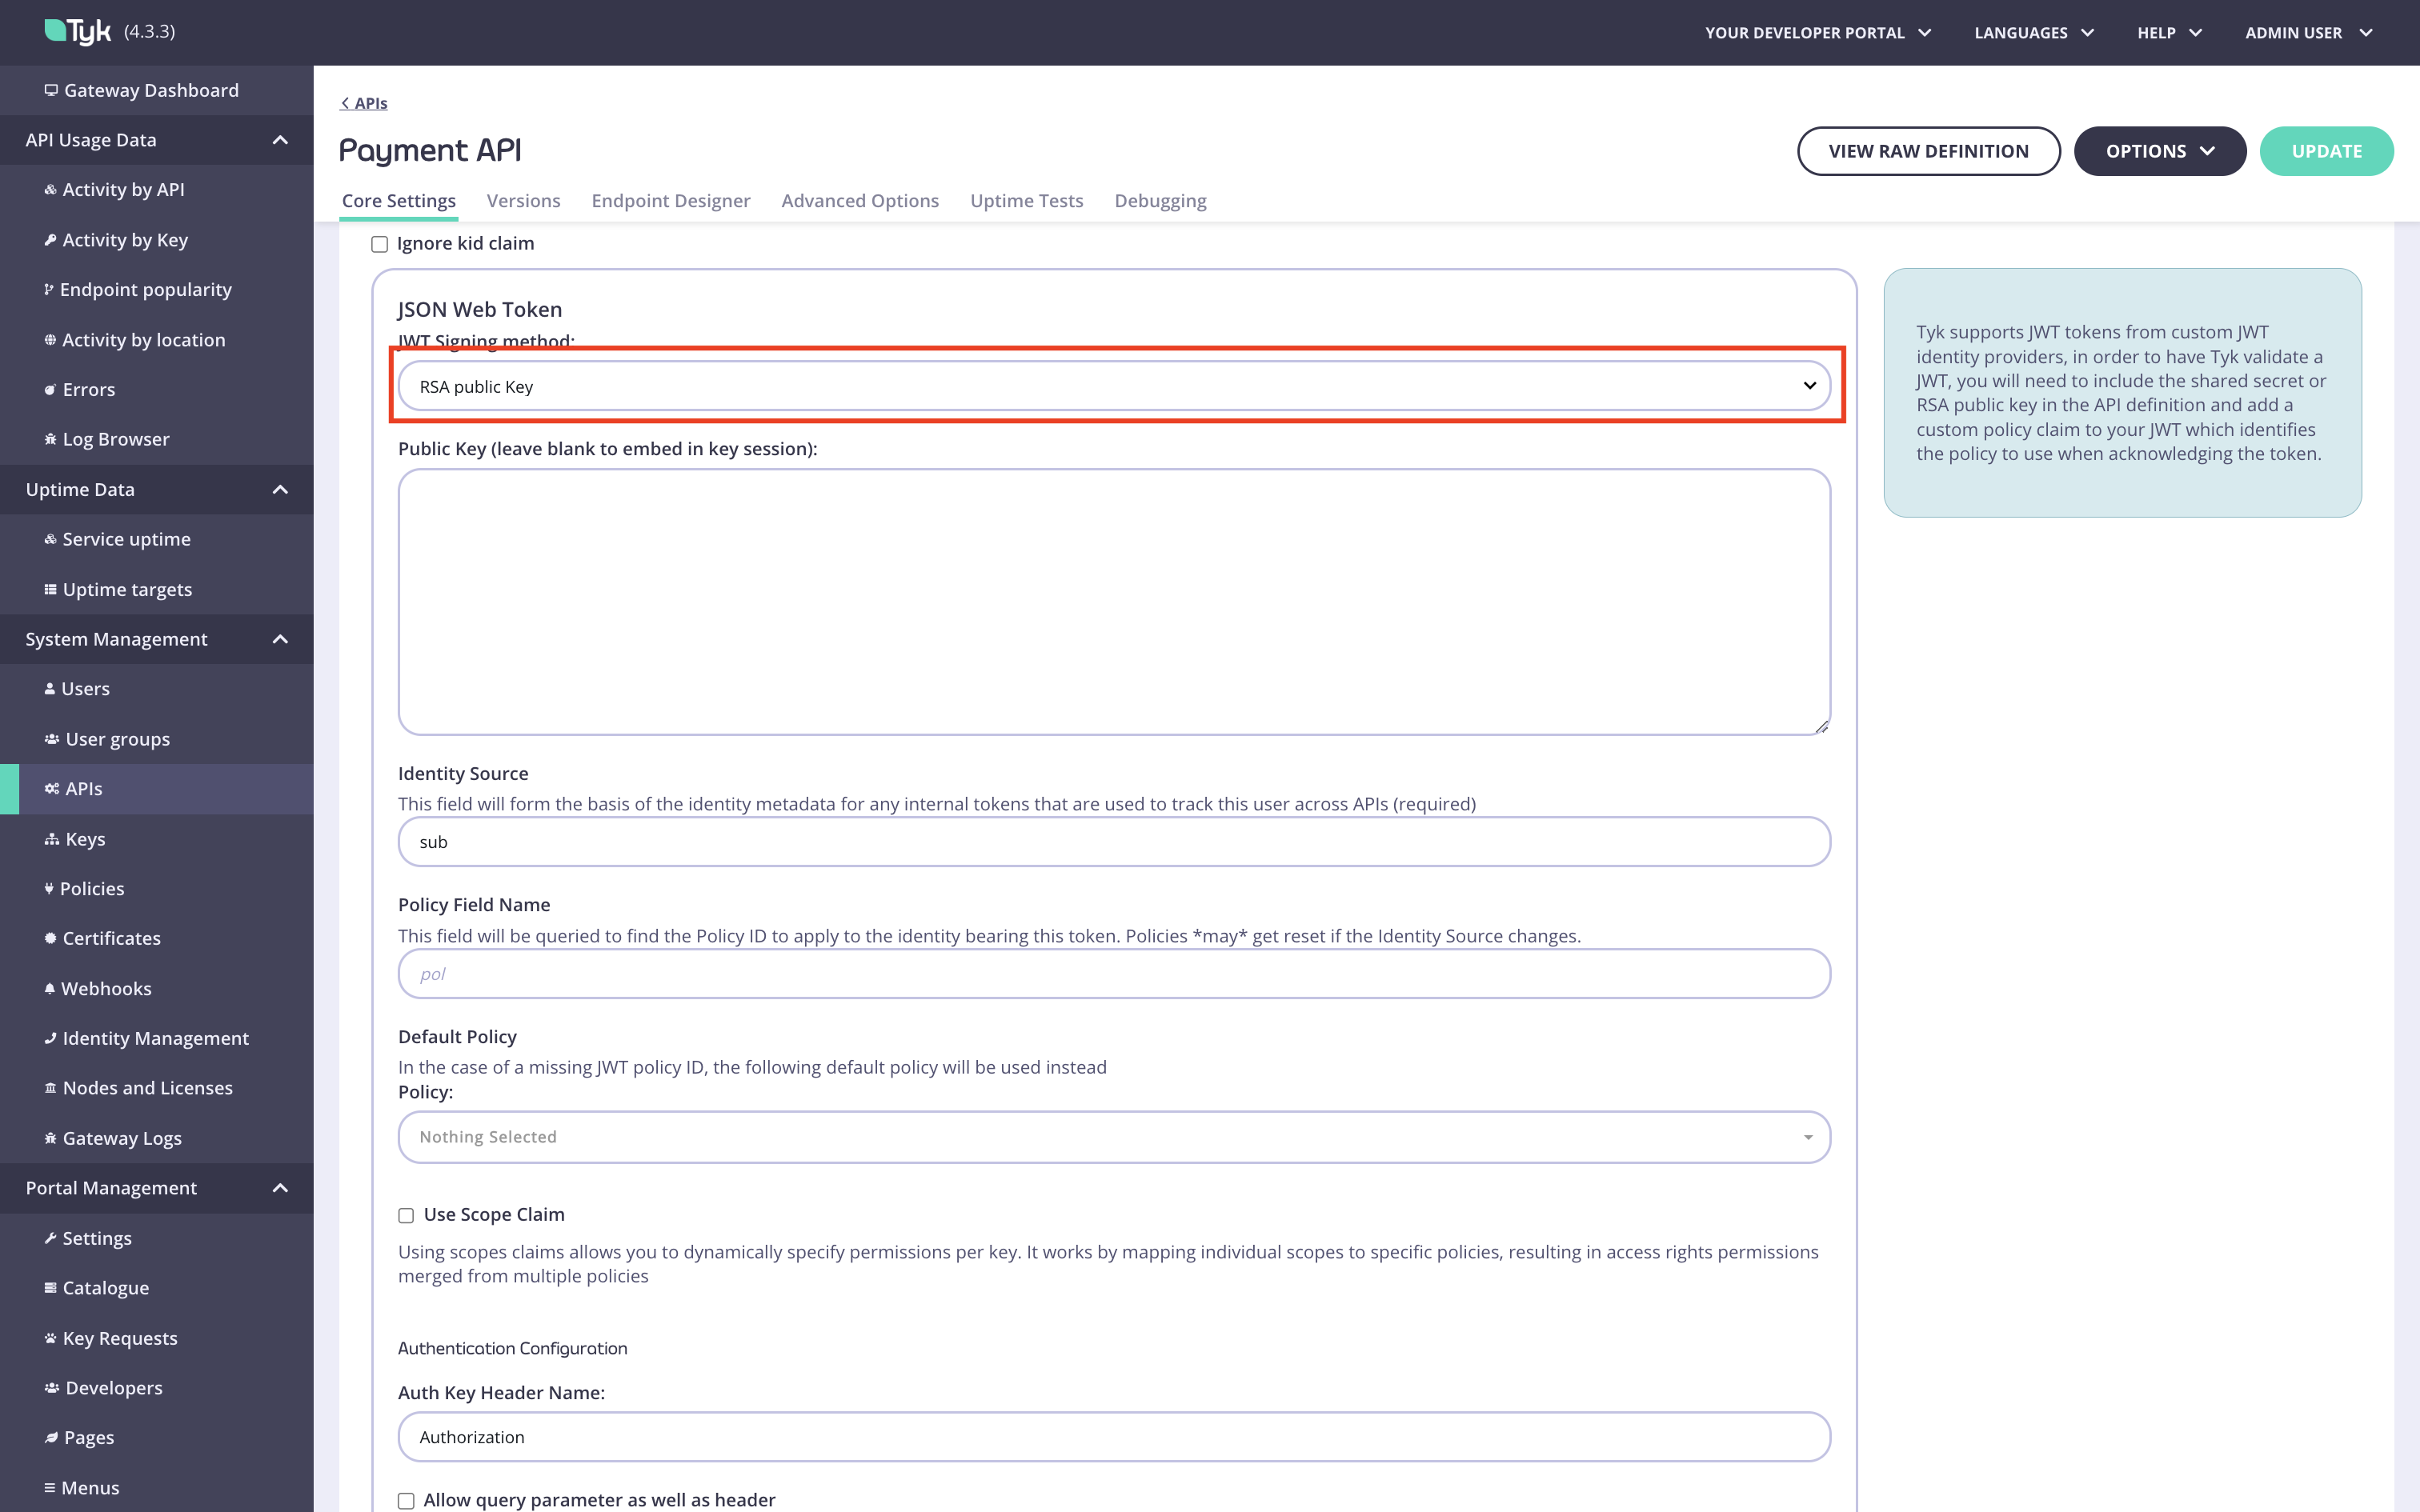 Tyk (4.3.3)
YOUR DEVELOPER PORTAL
LANGUAGES
HELP
ADMIN USER
Gateway Dashboard
API Usage Data
Activity by API
Activity by Key
Endpoint popularity
Activity by location
Errors
Log Browser
Uptime Data
Service uptime
Uptime targets
System Management
Users
User groups
APIs
Keys
Policies
Certificates
Webhooks
Identity Management
Nodes and Licenses
Gateway Logs
Portal Management
Settings
Catalogue
Key Requests
Developers
Pages
Menus
< APIs
Payment API
VIEW RAW DEFINITION
OPTIONS
UPDATE
Core Settings
Versions
Endpoint Designer
Advanced Options
Uptime Tests
Debugging
Ignore kid claim
JSON Web Token
JWT Signing method:
RSA public Key
Public Key (leave blank to embed in key session):
Identity Source
This field will form the basis of the identity metadata for any internal tokens that are used to track this user across APIs (required)
sub
Policy Field Name
This field will be queried to find the Policy ID to apply to the identity bearing this token. Policies *may* get reset if the Identity Source changes.
pol
Default Policy
In the case of a missing JWT policy ID, the following default policy will be used instead
Policy:
Nothing Selected
Use Scope Claim
Using scopes claims allows you to dynamically specify permissions per key. It works by mapping individual scopes to specific policies, resulting in access rights permissions
merged from multiple policies
Authentication Configuration
Auth Key Header Name:
Authorization
Allow query parameter as well as header
Tyk supports JWT tokens from custom JWT
identity providers, in order to have Tyk validate a
JWT, you will need to include the shared secret or
RSA public key in the API definition and add a
custom policy claim to your JWT which identifies
the policy to use when acknowledging the token.